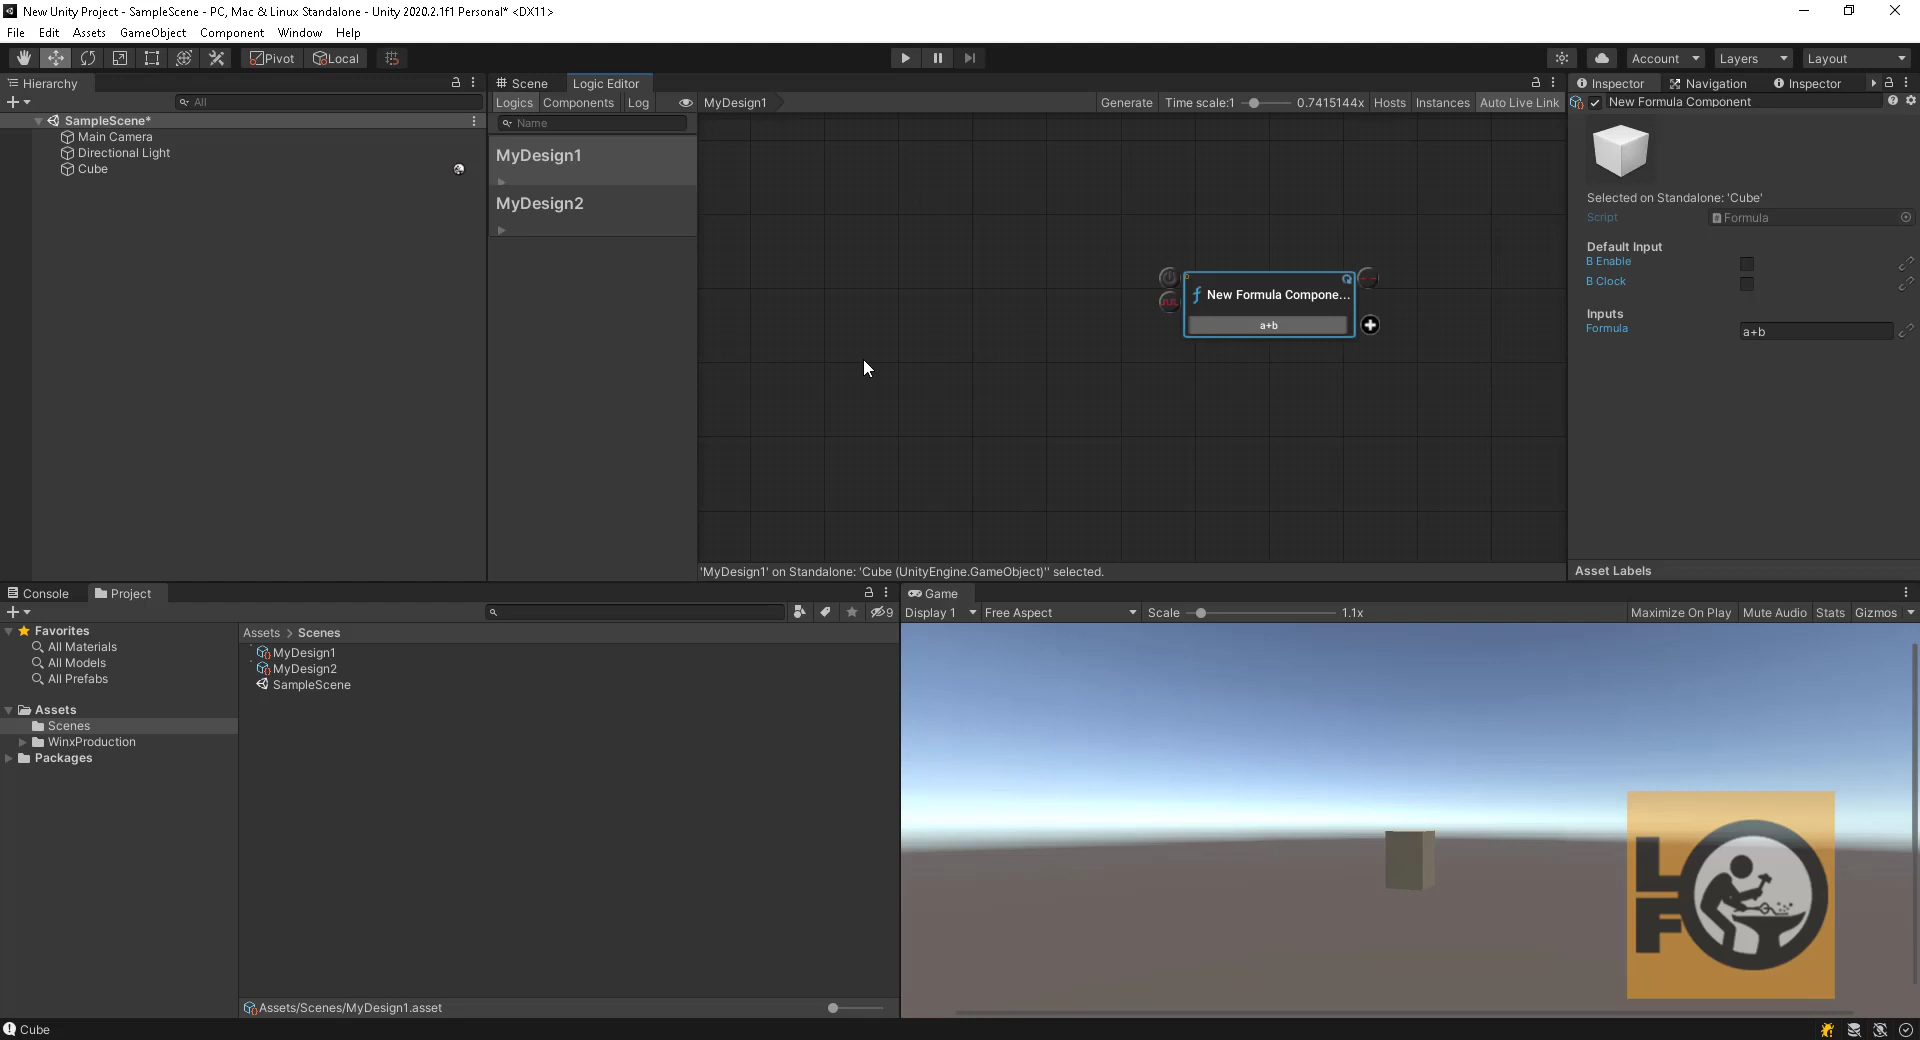 New Unity Project - SampleScene - PC, Mac & Linux Standalone - Unity 2020.2.1f1 Personal* <DX11>
File Edit Assets GameObject Component Window Help
Pivot Local Account Layers Layout
Hierarchy Scene Logic Editor Inspector Navigation Inspector
All Logics Components Log MyDesign1 Generate Time scale:1 0.7415144x Hosts Instances Auto Live Link New Formula Component
SampleScene* Name
Main Camera
Directional Light
Cube
MyDesign1
MyDesign2
New Formula Compone...
a+b
'MyDesign1' on Standalone: 'Cube (UnityEngine.GameObject)'' selected.
Selected on Standalone: 'Cube'
Script Formula
Default Input
B Enable
B Clock
Inputs
Formula a+b
Asset Labels
Console Project
9
Favorites
All Materials
All Models
All Prefabs
Assets
Scenes
WinxProduction
Packages
Assets > Scenes
MyDesign1
MyDesign2
SampleScene
Assets/Scenes/MyDesign1.asset
Game
Display 1 Free Aspect Scale 1.1x Maximize On Play Mute Audio Stats Gizmos
L
F
Cube